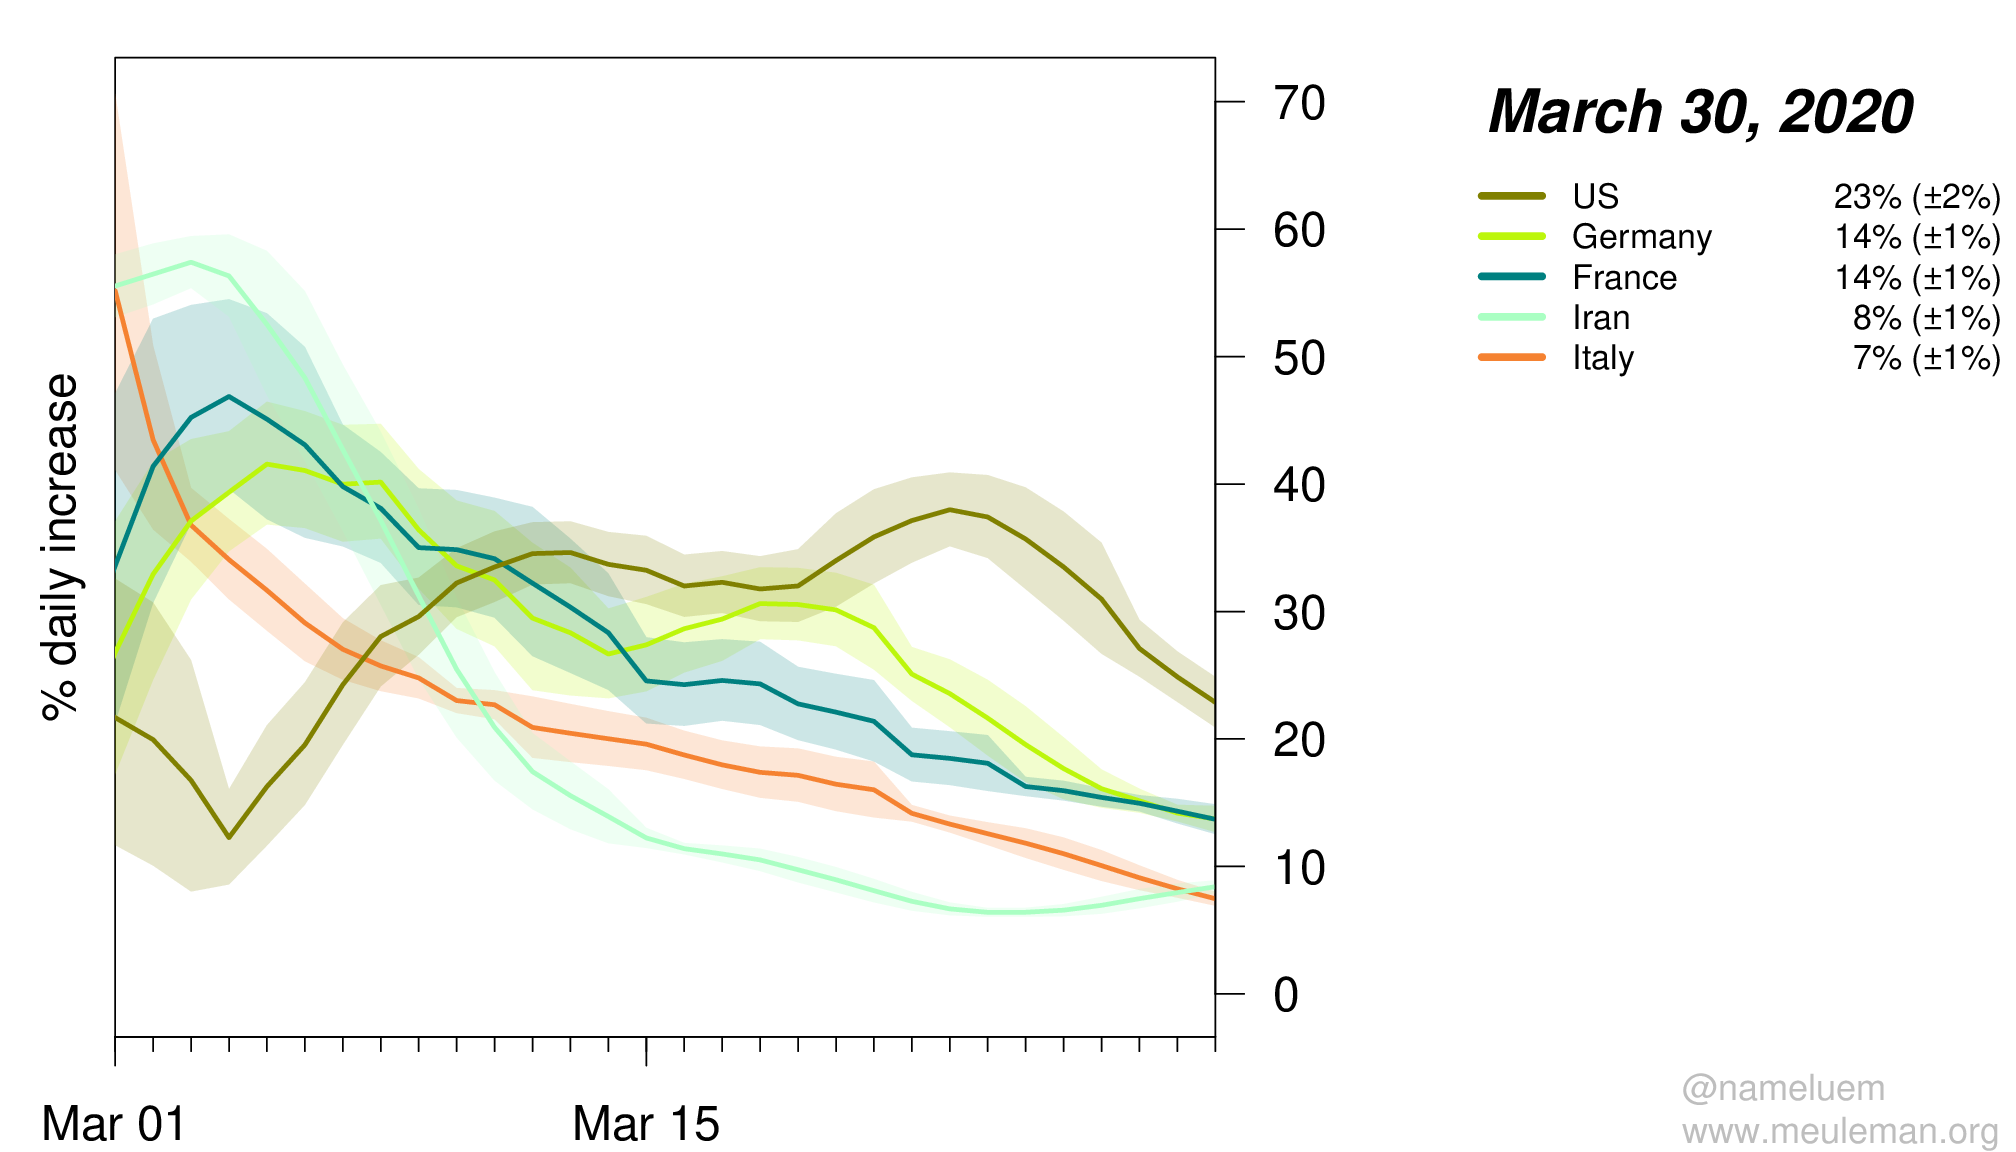 March 30, 2020
US 23% (±2%)
Germany 14% (±1%)
France 14% (±1%)
Iran 8% (±1%)
Italy 7% (±1%)
% daily increase
70
60
50
40
30
20
10
0
Mar 01 Mar 15
@nameluem
www.meuleman.org